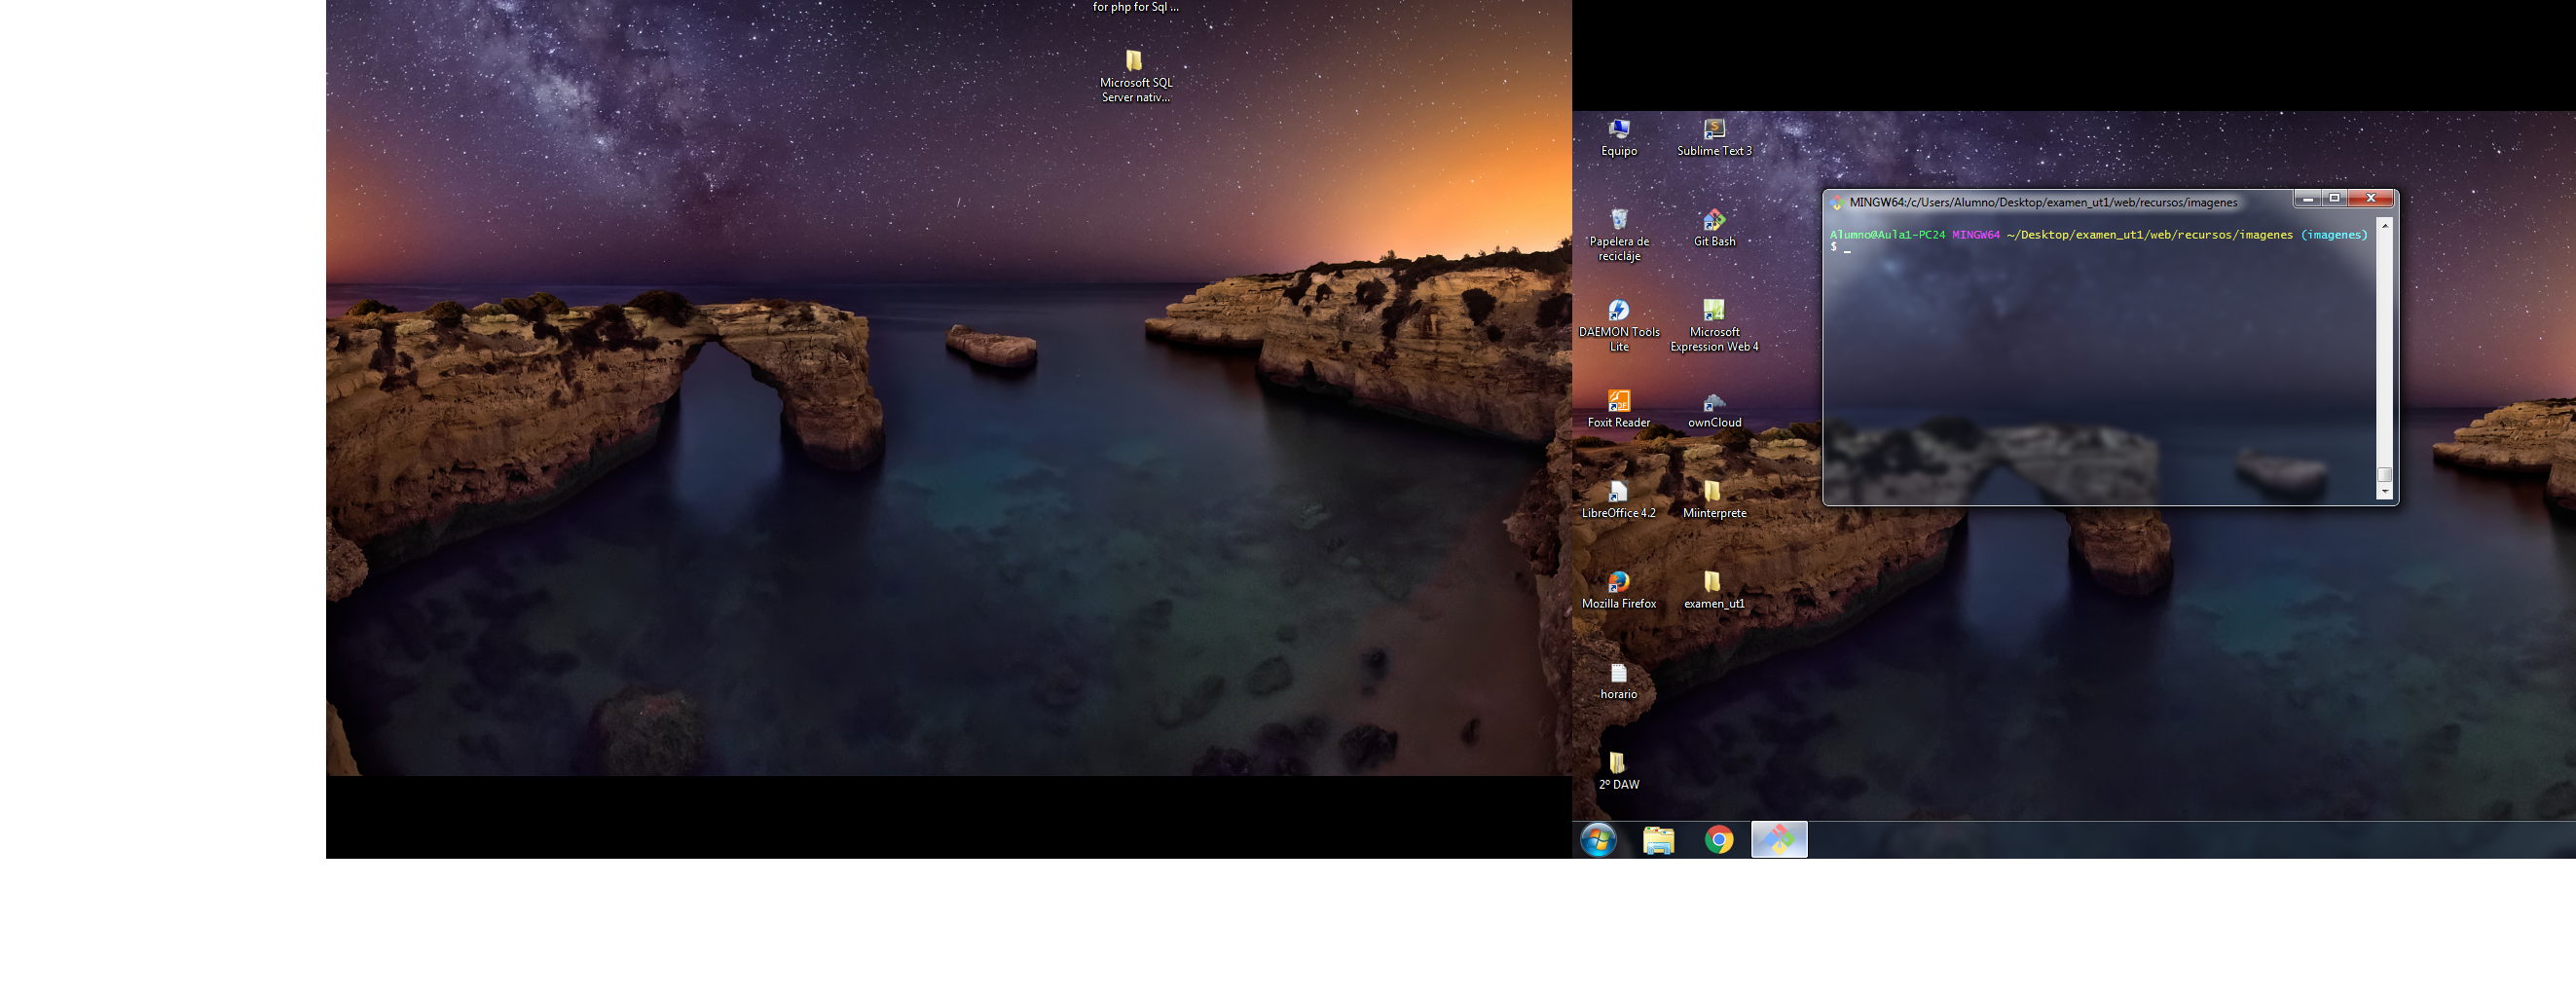 for php for Sql ...
Microsoft SQL
Server nativ...
Equipo
Sublime Text 3
Papelera de
reciclaje
Git Bash
DAEMON Tools
Lite
Microsoft
Expression Web 4
Foxit Reader
ownCloud
LibreOffice 4.2
Miinterprete
Mozilla Firefox
examen_ut1
horario
2º DAW
MINGW64:/c/Users/Alumno/Desktop/examen_ut1/web/recursos/imagenes
Alumno@Aula1-PC24 MINGW64 ~/Desktop/examen_ut1/web/recursos/imagenes (imagenes)
$ _